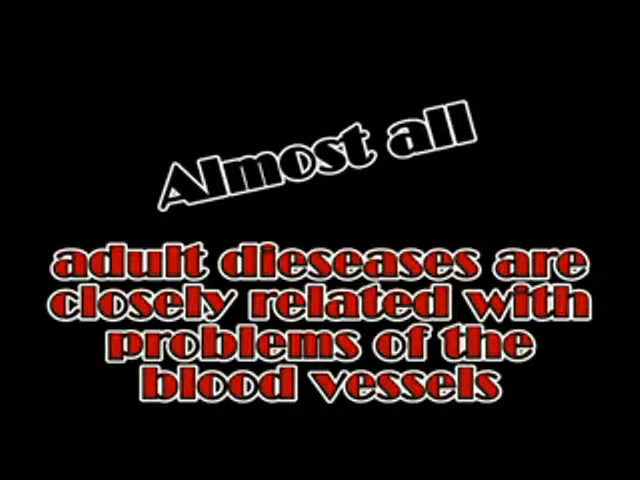 Almost all
adult dieseases are
closely related with
problems of the
blood vessels